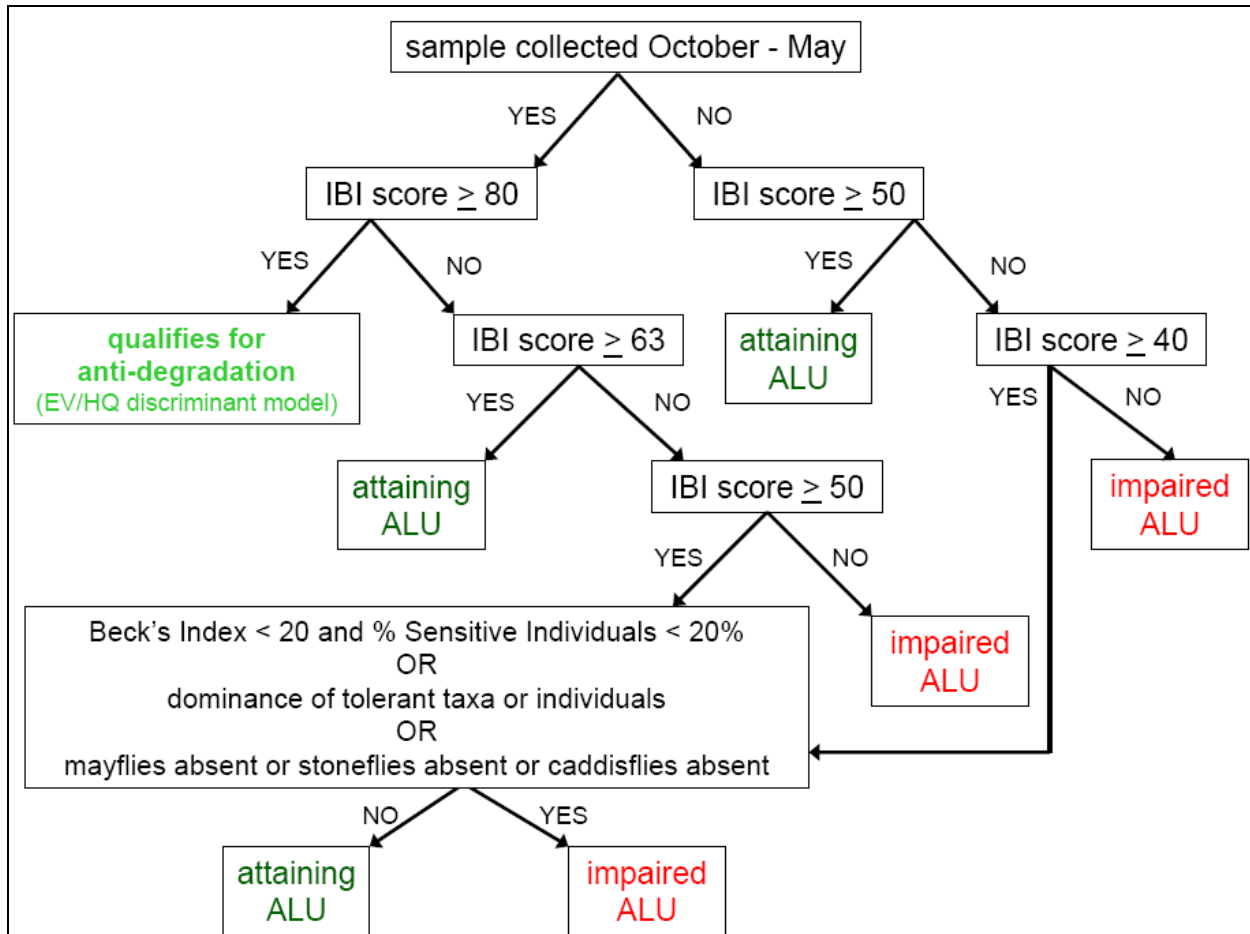 sample collected October - May
YES
NO
IBI score ≥ 80
IBI score ≥ 50
YES
NO
YES
NO
qualifies for
anti-degradation
(EV/HQ discriminant model)
IBI score ≥ 63
attaining
ALU
IBI score ≥ 40
YES
NO
YES
NO
attaining
ALU
IBI score ≥ 50
impaired
ALU
YES
NO
Beck's Index < 20 and % Sensitive Individuals < 20%
OR
dominance of tolerant taxa or individuals
OR
mayflies absent or stoneflies absent or caddisflies absent
impaired
ALU
NO
YES
attaining
ALU
impaired
ALU